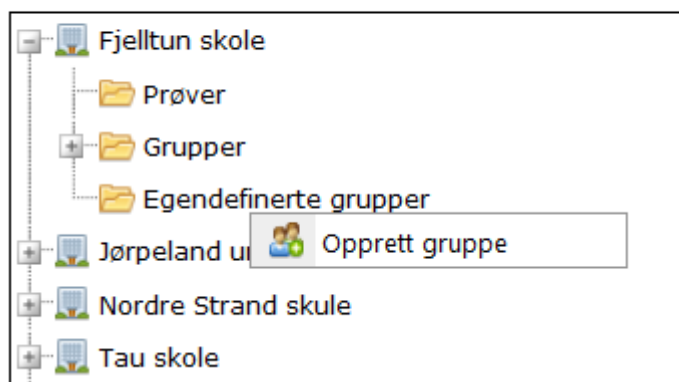 Fjelltun skole
Prøver
Grupper
Egendefinerte grupper
Opprett gruppe
Jørpeland
Nordre Strand skule
Tau skole